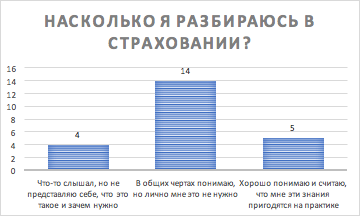 НАСКОЛЬКО Я РАЗБИРАЮСЬ В
СТРАХОВАНИИ?
16
14
12
10
8
6
4
2
0
4
14
5
Что-то слышал, но не
представляю себе, что это
такое и зачем нужно
В общих чертах понимаю,
но лично мне это не нужно
Хорошо понимаю и считаю,
что мне эти знания
пригодятся на практике